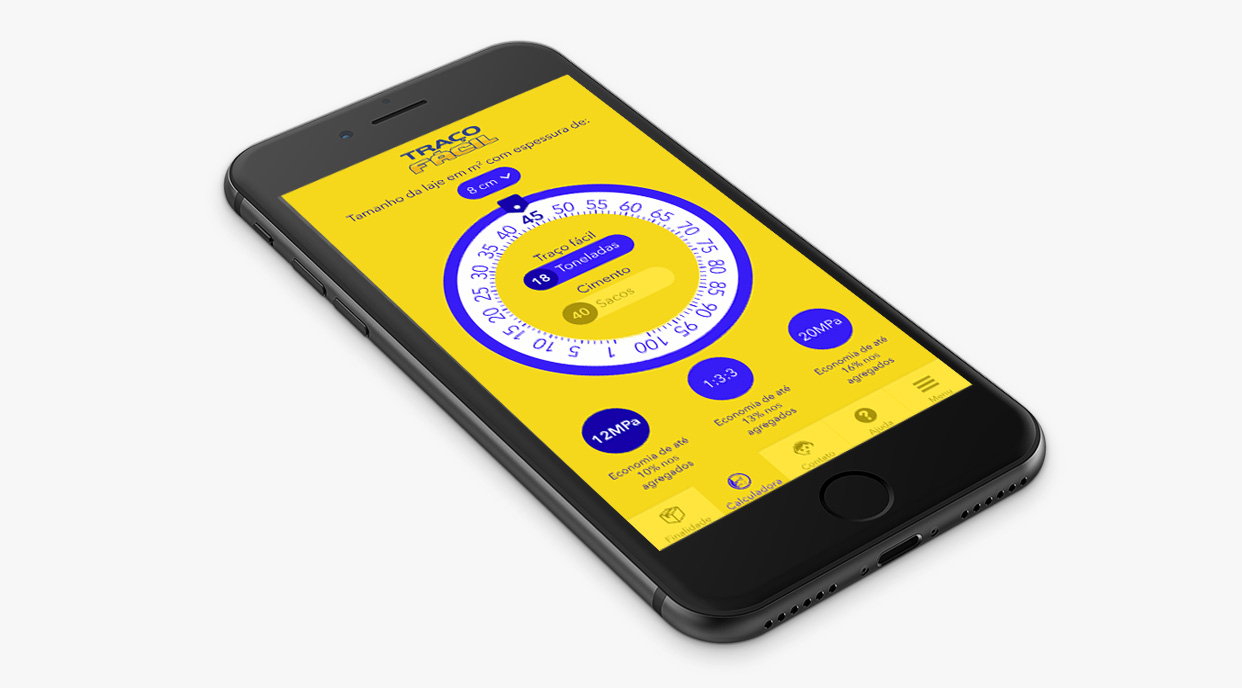 TRAÇO
FÁCIL
Tamanho da laje em m² com espessura de:
8 cm
1
5
10
15
20
25
30
35
40
45
50
55
60
65
70
75
80
85
90
95
100
Traço fácil
18 Toneladas
Cimento
40 Sacos
12MPa
Economia de até
10% nos
agregados
1:3:3
Economia de até
13% nos
agregados
20MPa
Economia de até
16% nos
agregados
Finalidade
Calculadora
Contato
Ajuda
Menu